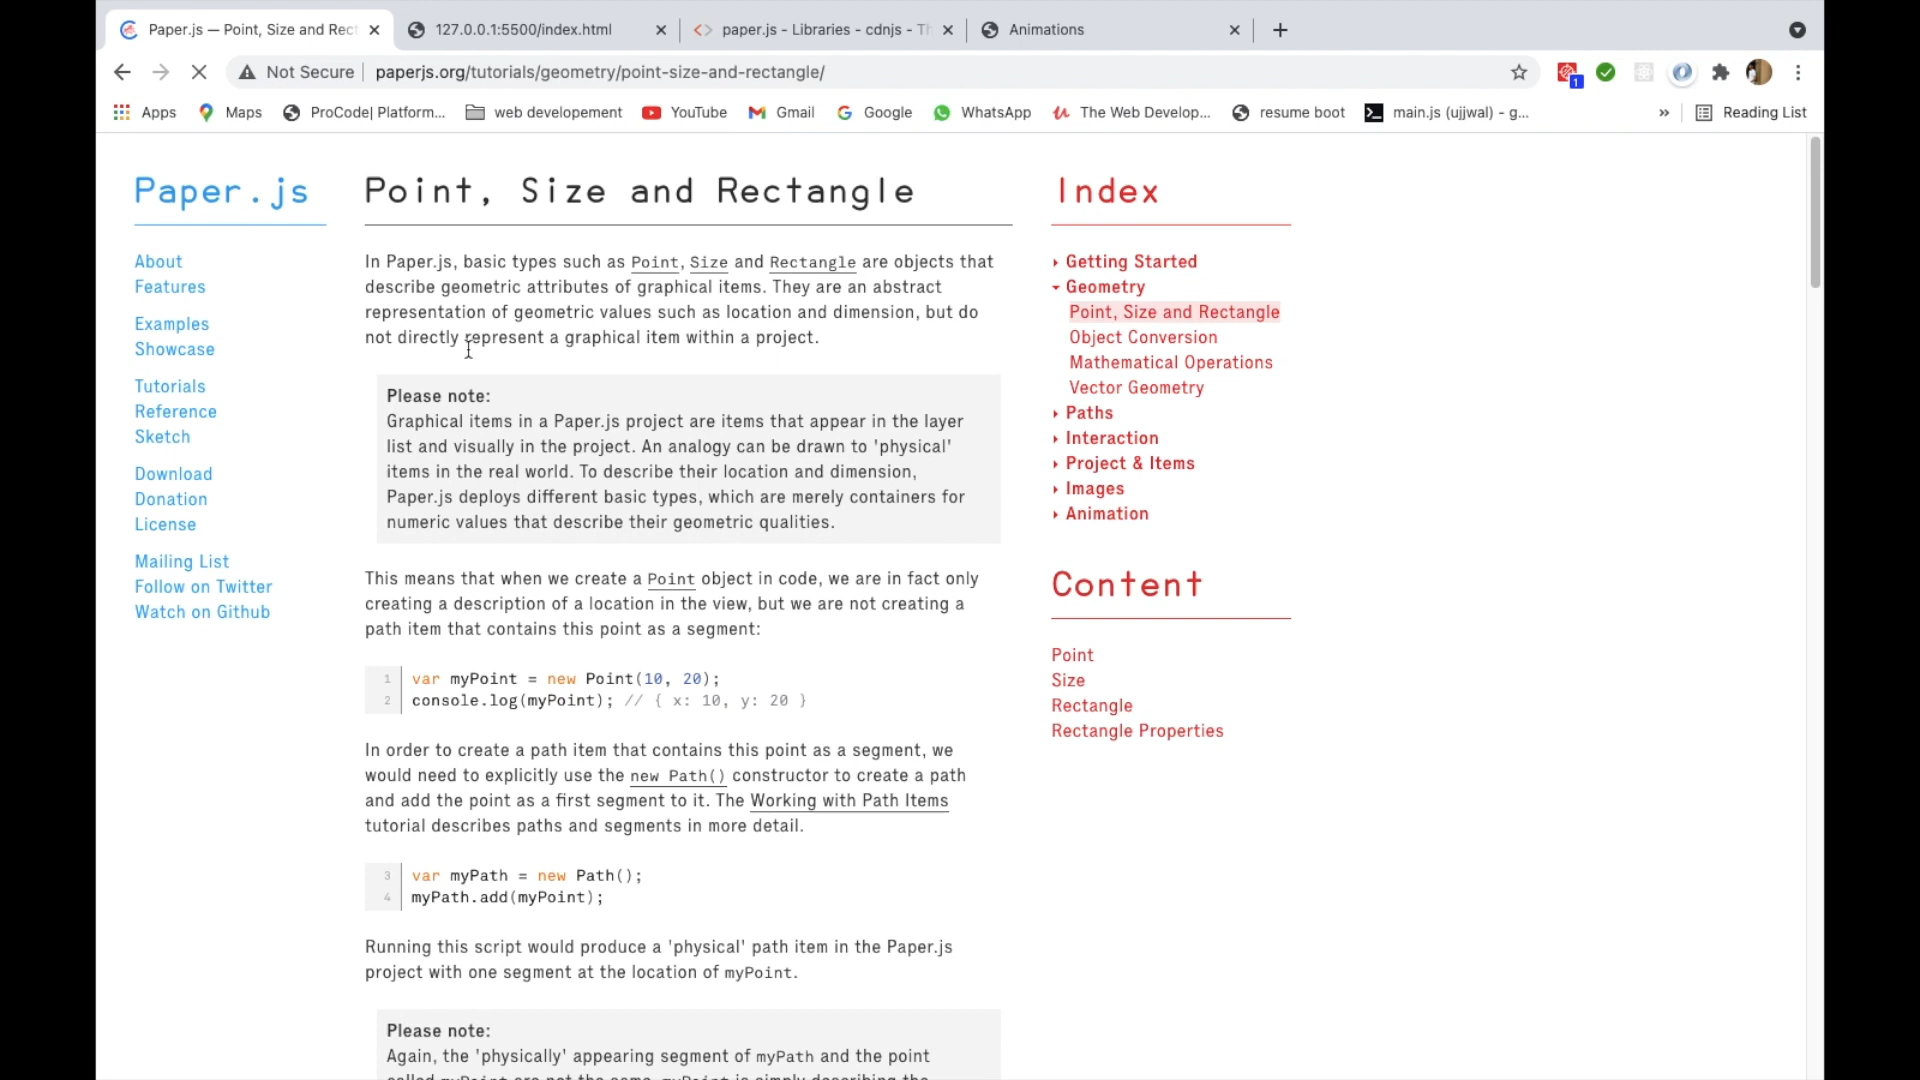 Paper.js — Point, Size and Rect
127.0.0.1:5500/index.html
paper.js - Libraries - cdnjs - Th
Animations
Not Secure
paperjs.org/tutorials/geometry/point-size-and-rectangle/
1
Apps
Maps
ProCode| Platform...
web developement
YouTube
Gmail
Google
WhatsApp
The Web Develop...
resume boot
main.js (ujjwal) - g...
»
Reading List
Paper.js
About
Features
Examples
Showcase
Tutorials
Reference
Sketch
Download
Donation
License
Mailing List
Follow on Twitter
Watch on Github
Point, Size and Rectangle
In Paper.js, basic types such as Point, Size and Rectangle are objects that
describe geometric attributes of graphical items. They are an abstract
representation of geometric values such as location and dimension, but do
not directly represent a graphical item within a project.
Please note:
Graphical items in a Paper.js project are items that appear in the layer
list and visually in the project. An analogy can be drawn to 'physical'
items in the real world. To describe their location and dimension,
Paper.js deploys different basic types, which are merely containers for
numeric values that describe their geometric qualities.
This means that when we create a Point object in code, we are in fact only
creating a description of a location in the view, but we are not creating a
path item that contains this point as a segment:
1 var myPoint = new Point(10, 20);
2 console.log(myPoint); // { x: 10, y: 20 }
In order to create a path item that contains this point as a segment, we
would need to explicitly use the new Path() constructor to create a path
and add the point as a first segment to it. The Working with Path Items
tutorial describes paths and segments in more detail.
3 var myPath = new Path();
4 myPath.add(myPoint);
Running this script would produce a 'physical' path item in the Paper.js
project with one segment at the location of myPoint.
Please note:
Again, the 'physically' appearing segment of myPath and the point
called myPoint are not the same. myPoint is simply describing the
Index
Getting Started
Geometry
Point, Size and Rectangle
Object Conversion
Mathematical Operations
Vector Geometry
Paths
Interaction
Project & Items
Images
Animation
Content
Point
Size
Rectangle
Rectangle Properties